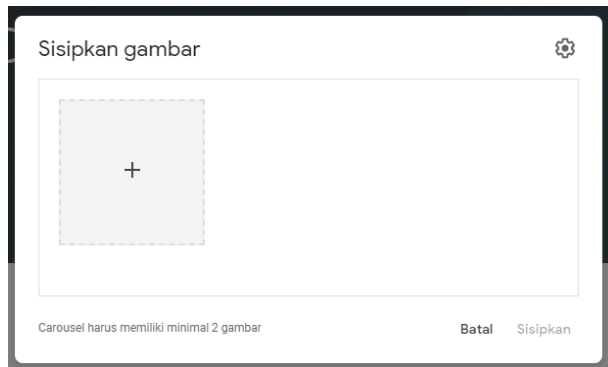 Sisipkan gambar
+
Carousel harus memiliki minimal 2 gambar
Batal Sisipkan